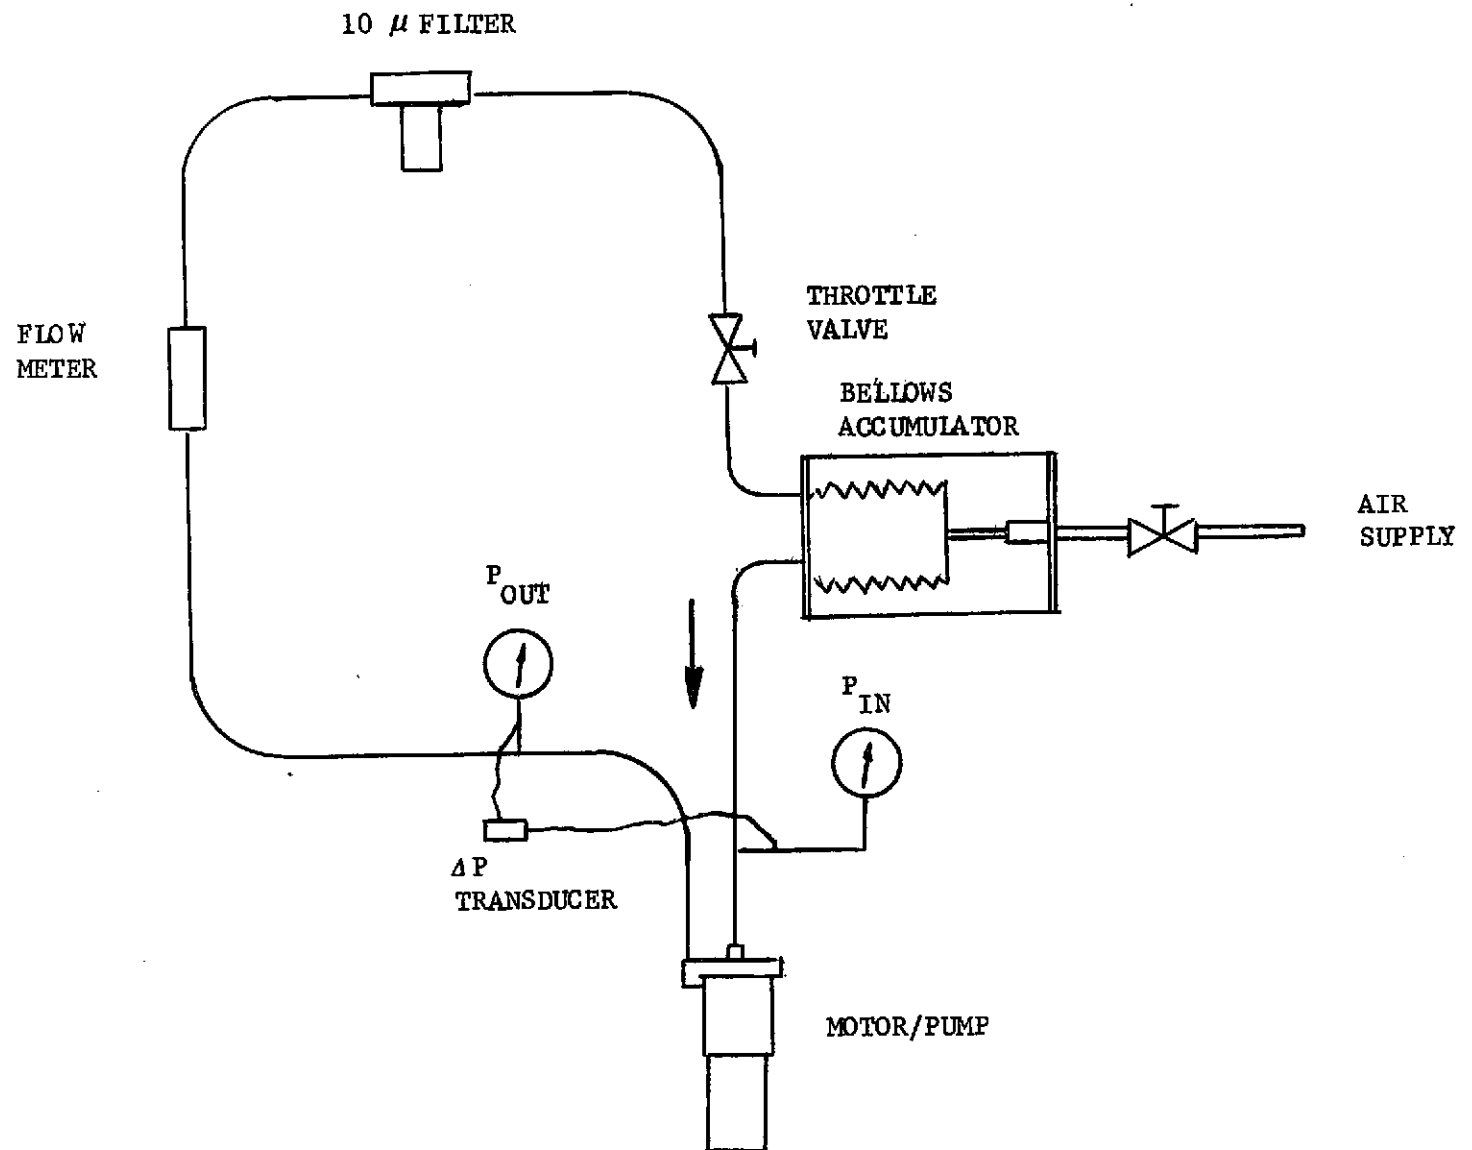 10 μ FILTER
THROTTLE
VALVE
FLOW
METER
BELLOWS
ACCUMULATOR
AIR
SUPPLY
P OUT
P IN
ΔP
TRANSDUCER
MOTOR/PUMP